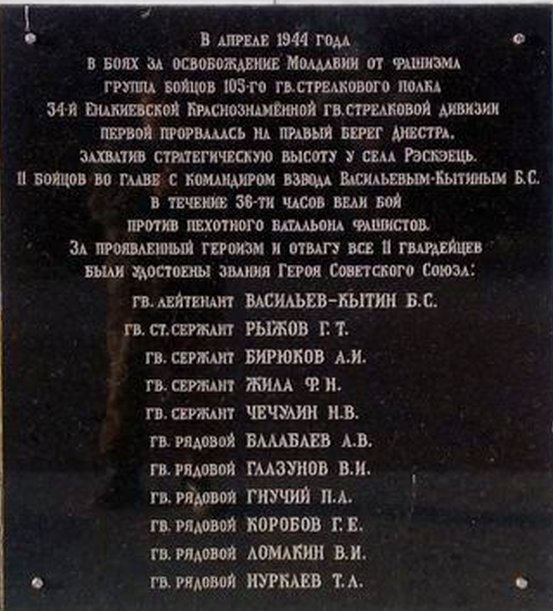 В АПРЕЛЕ 1944 ГОДА
В БОЯХ ЗА ОСВОБОЖДЕНИЕ МОЛДАВИИ ОТ ФАШИЗМА
ГРУППА БОЙЦОВ 105-ГО ГВ.СТРЕЛКОВОГО ПОЛКА
34-Й ЕНАКИЕВСКОЙ КРАСНОЗНАМЁННОЙ ГВ.СТРЕЛКОВОЙ ДИВИЗИИ
ПЕРВОЙ ПРОРВАЛАСЬ НА ПРАВЫЙ БЕРЕГ ДНЕСТРА,
ЗАХВАТИВ СТРАТЕГИЧЕСКУЮ ВЫСОТУ У СЕЛА РЭСКЭЕЦЬ.
11 БОЙЦОВ ВО ГЛАВЕ С КОМАНДИРОМ ВЗВОДА ВАСИЛЬЕВЫМ-КЫТИНЫМ Б.С.
В ТЕЧЕНИЕ 36-ТИ ЧАСОВ ВЕЛИ БОЙ
ПРОТИВ ПЕХОТНОГО БАТАЛЬОНА ФАШИСТОВ.
ЗА ПРОЯВЛЕННЫЙ ГЕРОИЗМ И ОТВАГУ ВСЕ 11 ГВАРДЕЙЦЕВ
БЫЛИ УДОСТОЕНЫ ЗВАНИЯ ГЕРОЯ СОВЕТСКОГО СОЮЗА:
ГВ. ЛЕЙТЕНАНТ ВАСИЛЬЕВ-КЫТИН Б.С.
ГВ. СТ. СЕРЖАНТ РЫЖОВ Г. Т.
ГВ. СЕРЖАНТ БИРЮКОВ А.И.
ГВ. СЕРЖАНТ ЖИЛА Ф. Н.
ГВ. СЕРЖАНТ ЧЕЧУЛИН Н.В.
ГВ. РЯДОВОЙ БАЛАБАЕВ А.В.
ГВ. РЯДОВОЙ ГЛАЗУНОВ В.И.
ГВ. РЯДОВОЙ ГНУЧИЙ П.А.
ГВ. РЯДОВОЙ КОРОБОВ Г. Е.
ГВ. РЯДОВОЙ ЛОМАКИН В.И.
ГВ. РЯДОВОЙ НУРКАЕВ Т.Л.